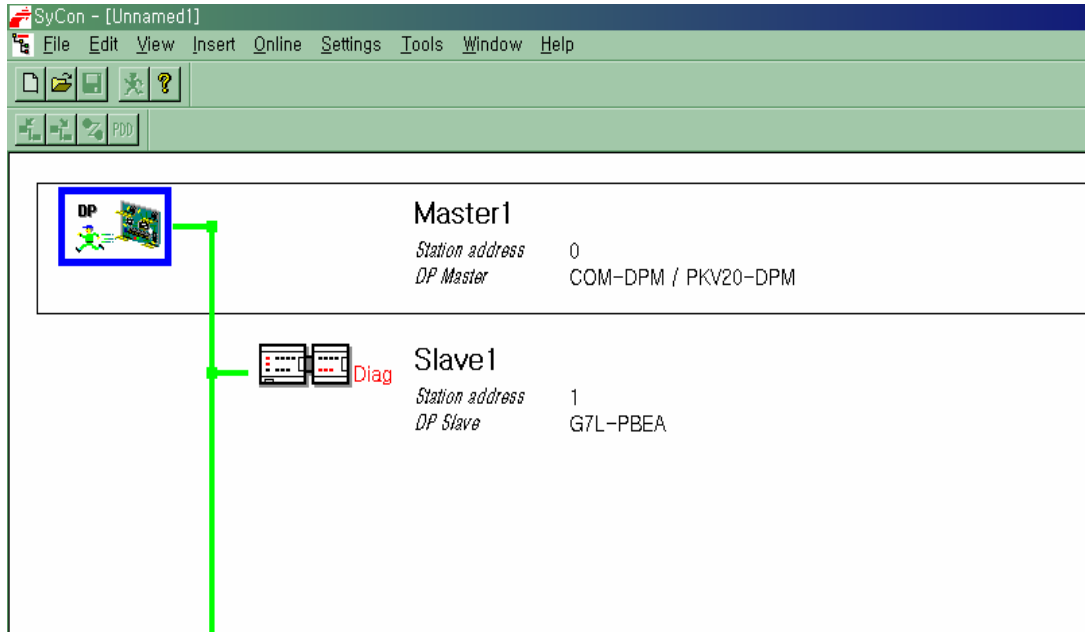 SyCon - [Unnamed1]
File Edit View Insert Online Settings Tools Window Help
PDD
DP
Master1
Station address 0
DP Master COM-DPM / PKV20-DPM
Diag
Slave1
Station address 1
DP Slave G7L-PBEA